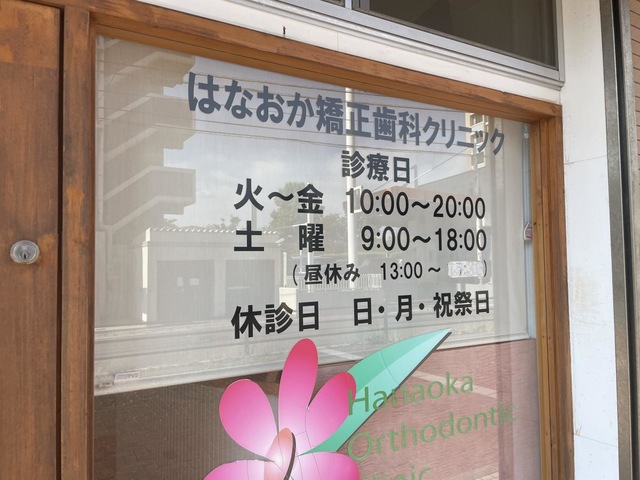 はなおか矯正歯科クリニック
診療日
火～金 10:00～20:00
土 曜 9:00～18:00
(昼休み 13:00～ )
休診日 日・月・祝祭日
Hanaoka
Orthodontic
Clinic